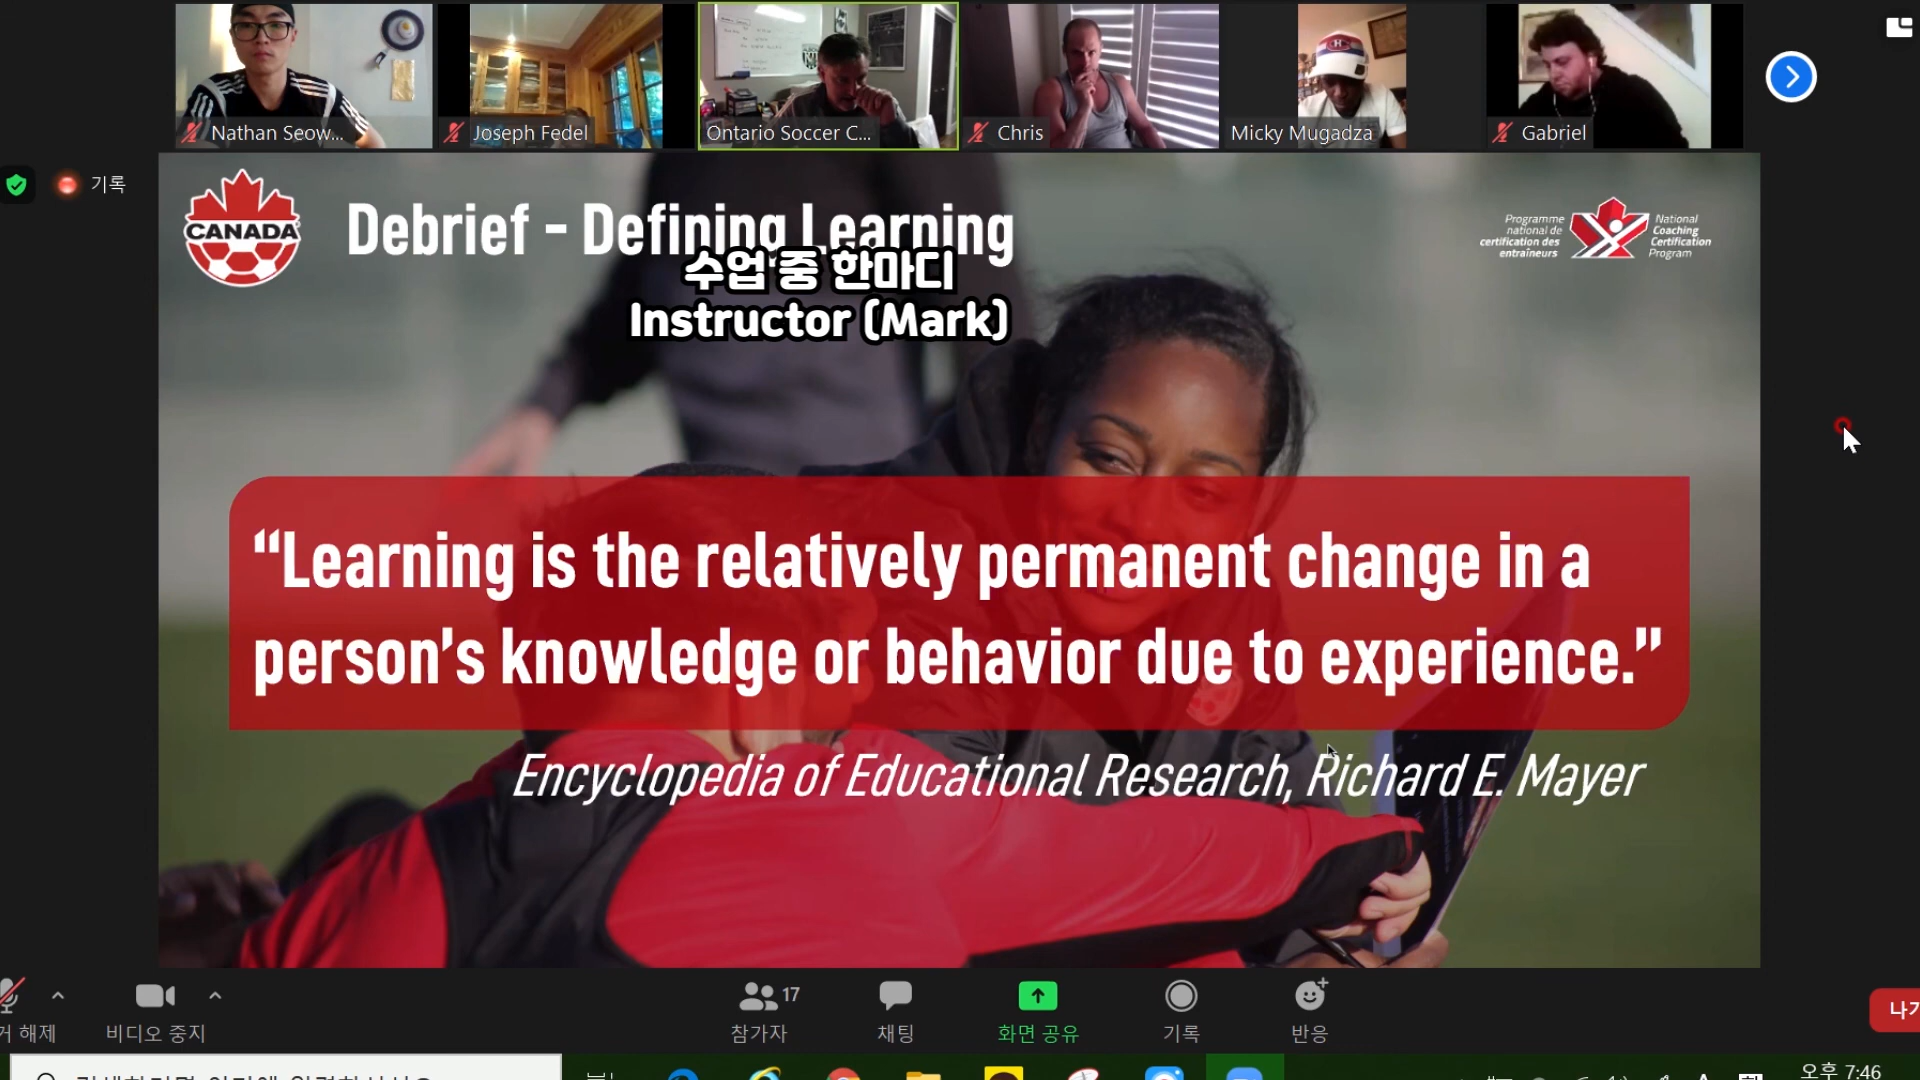 Nathan Seow...
Joseph Fedel
Ontario Soccer C...
Chris
Micky Mugadza
Gabriel
기록
CANADA
Debrief - Defining Learning
수업 중 한마디
Instructor (Mark)
Programme
national de
certification des
entraîneurs
National
Coaching
Certification
Program
“Learning is the relatively permanent change in a
person’s knowledge or behavior due to experience.”
Encyclopedia of Educational Research, Richard E. Mayer
17
해제
비디오 중지
참가자
채팅
화면 공유
기록
반응
나가
오후 7:46